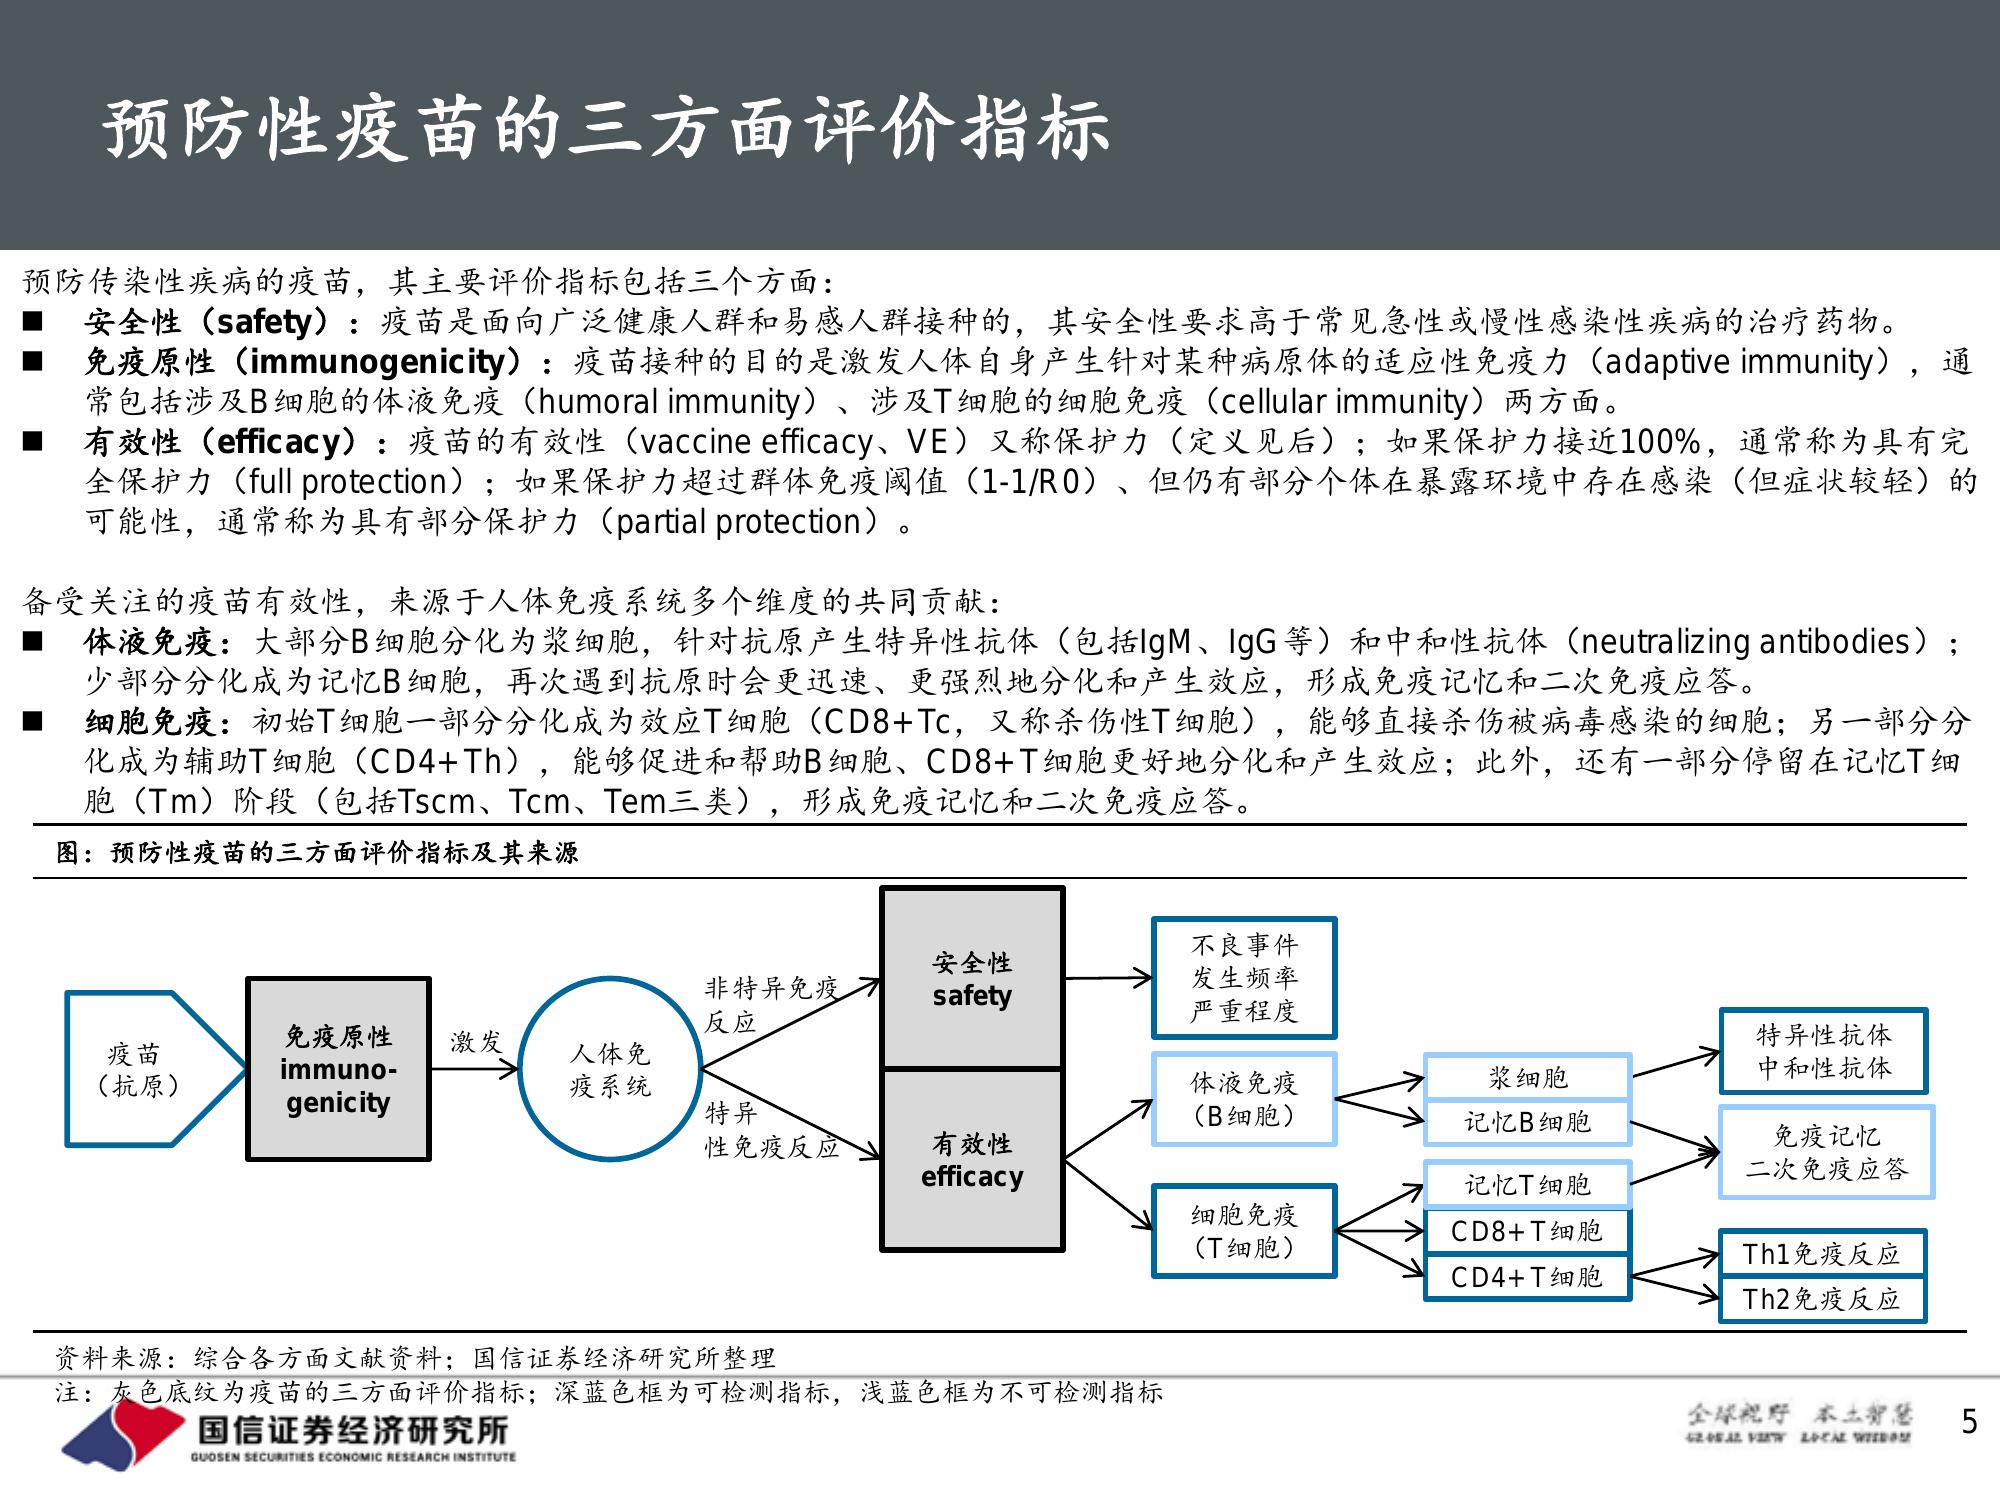 预防性疫苗的三方面评价指标
预防传染性疾病的疫苗，其主要评价指标包括三个方面：
■ 安全性（safety）：疫苗是面向广泛健康人群和易感人群接种的，其安全性要求高于常见急性或慢性感染性疾病的治疗药物。
■ 免疫原性（immunogenicity）：疫苗接种的目的是激发人体自身产生针对某种病原体的适应性免疫力（adaptive immunity），通
常包括涉及B细胞的体液免疫（humoral immunity）、涉及T细胞的细胞免疫（cellular immunity）两方面。
■ 有效性（efficacy）：疫苗的有效性（vaccine efficacy、VE）又称保护力（定义见后）；如果保护力接近100%，通常称为具有完
全保护力（full protection）；如果保护力超过群体免疫阈值（1-1/R0）、但仍有部分个体在暴露环境中存在感染（但症状较轻）的
可能性，通常称为具有部分保护力（partial protection）。
备受关注的疫苗有效性，来源于人体免疫系统多个维度的共同贡献：
■ 体液免疫：大部分B细胞分化为浆细胞，针对抗原产生特异性抗体（包括IgM、IgG等）和中和性抗体（neutralizing antibodies）；
少部分分化成为记忆B细胞，再次遇到抗原时会更迅速、更强烈地分化和产生效应，形成免疫记忆和二次免疫应答。
■ 细胞免疫：初始T细胞一部分分化成为效应T细胞（CD8+Tc，又称杀伤性T细胞），能够直接杀伤被病毒感染的细胞；另一部分分
化成为辅助T细胞（CD4+Th），能够促进和帮助B细胞、CD8+T细胞更好地分化和产生效应；此外，还有一部分停留在记忆T细
胞（Tm）阶段（包括Tscm、Tcm、Tem三类），形成免疫记忆和二次免疫应答。
图：预防性疫苗的三方面评价指标及其来源
疫苗
（抗原）
免疫原性
immuno-
genicity
激发
人体免
疫系统
非特异免疫
反应
特异
性免疫反应
安全性
safety
有效性
efficacy
不良事件
发生频率
严重程度
体液免疫
（B细胞）
细胞免疫
（T细胞）
浆细胞
记忆B细胞
记忆T细胞
CD8+T细胞
CD4+T细胞
特异性抗体
中和性抗体
免疫记忆
二次免疫应答
Th1免疫反应
Th2免疫反应
资料来源：综合各方面文献资料；国信证券经济研究所整理
注：灰色底纹为疫苗的三方面评价指标；深蓝色框为可检测指标，浅蓝色框为不可检测指标
国信证券经济研究所
GUOSEN SECURITIES ECONOMIC RESEARCH INSTITUTE
全球视野 本土智慧
GLOBAL VIEW LOCAL WISDOM
5